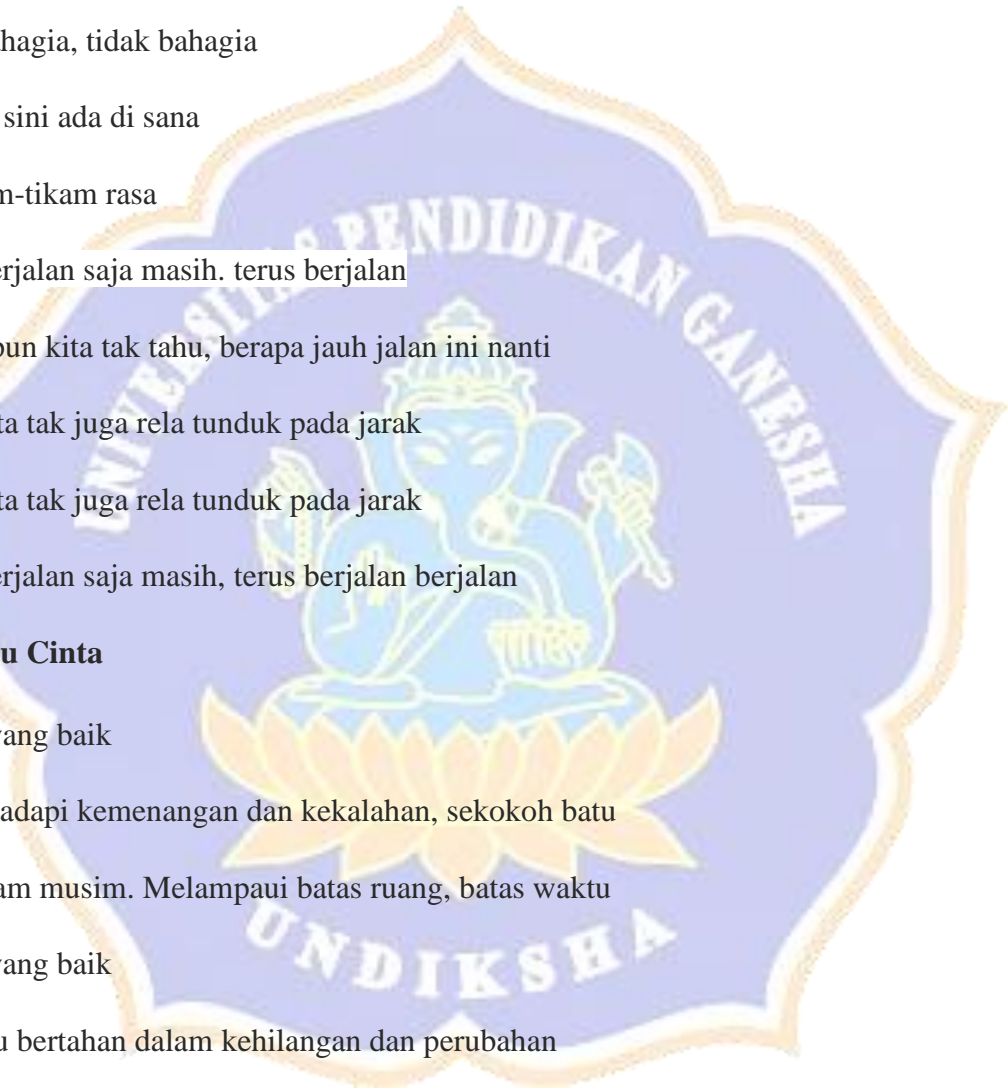 hagia, tidak bahagia
sini ada di sana
m-tikam rasa
erjalan saja masih. terus berjalan
pun kita tak tahu, berapa jauh jalan ini nanti
ta tak juga rela tunduk pada jarak
ta tak juga rela tunduk pada jarak
erjalan saja masih, terus berjalan berjalan
u Cinta
yang baik
adapi kemenangan dan kekalahan, sekokoh batu
am musim. Melampaui batas ruang, batas waktu
yang baik
u bertahan dalam kehilangan dan perubahan
UNIVERSITAS PENDIDIKAN GANESHA
UNDIKSHA